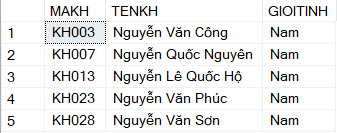 MAKH TENKH GIOITINH
1 KH003 Nguyễn Văn Công Nam
2 KH007 Nguyễn Quốc Nguyên Nam
3 KH013 Nguyễn Lê Quốc Hộ Nam
4 KH023 Nguyễn Văn Phúc Nam
5 KH028 Nguyễn Văn Sơn Nam